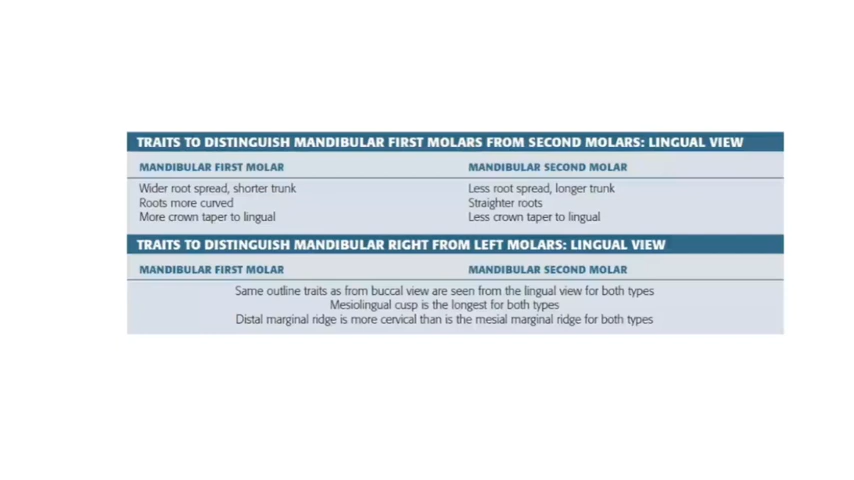 TRAITS TO DISTINGUISH MANDIBULAR FIRST MOLARS FROM SECOND MOLARS: LINGUAL VIEW
MANDIBULAR FIRST MOLAR MANDIBULAR SECOND MOLAR
Wider root spread, shorter trunk Less root spread, longer trunk
Roots more curved Straighter roots
More crown taper to lingual Less crown taper to lingual
TRAITS TO DISTINGUISH MANDIBULAR RIGHT FROM LEFT MOLARS: LINGUAL VIEW
MANDIBULAR FIRST MOLAR MANDIBULAR SECOND MOLAR
Same outline traits as from buccal view are seen from the lingual view for both types
Mesiolingual cusp is the longest for both types
Distal marginal ridge is more cervical than is the mesial marginal ridge for both types